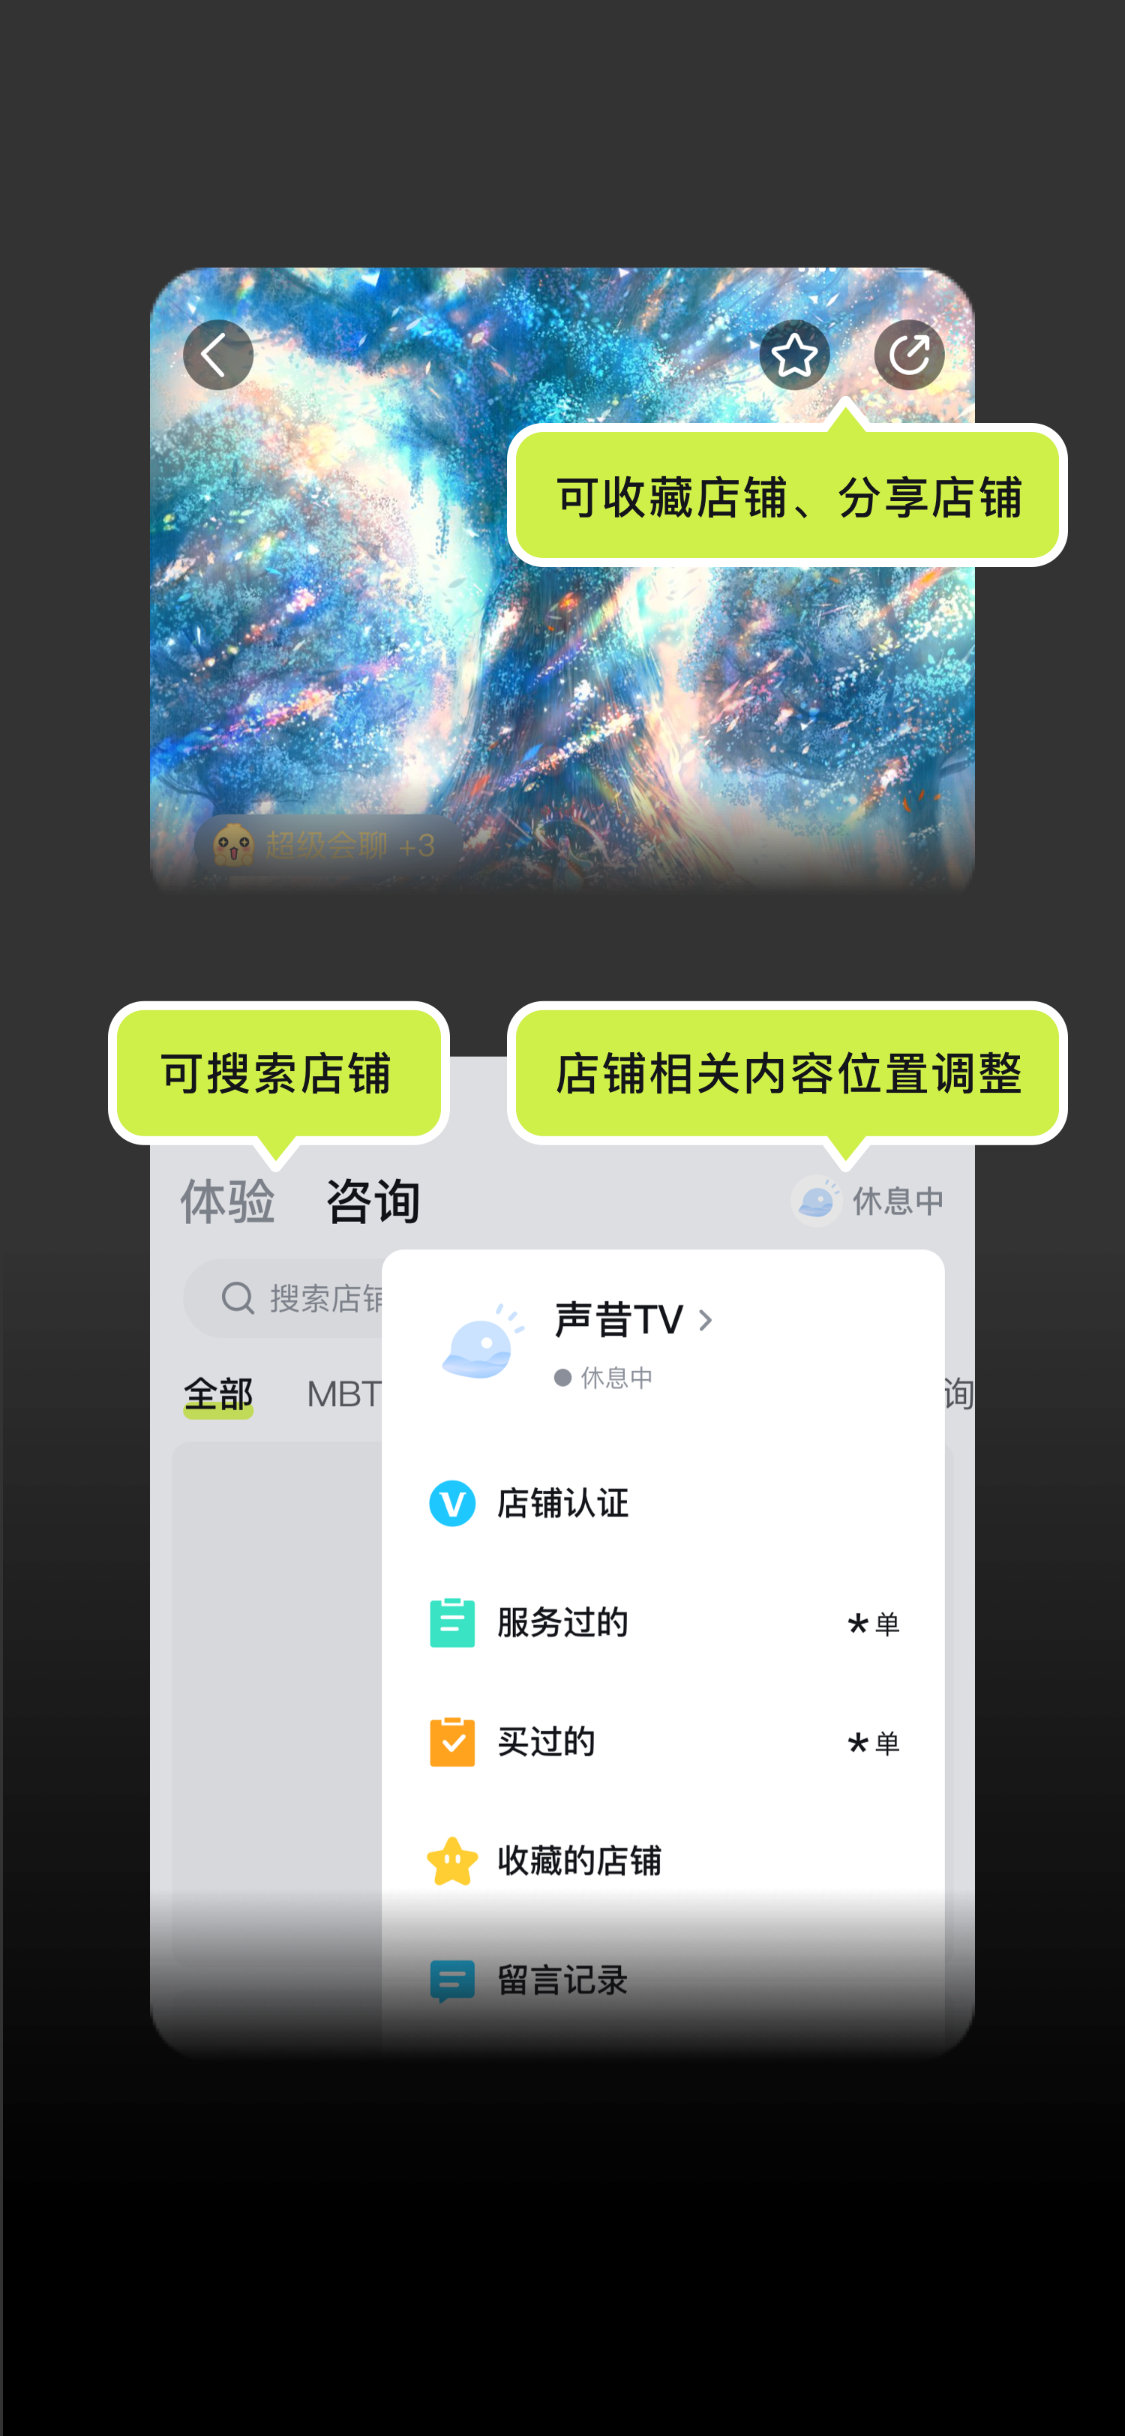 可收藏店铺、分享店铺
超级会聊 +3
可搜索店铺
店铺相关内容位置调整
体验 咨询 休息中
搜索店铺
声昔TV
休息中
全部 MBT 询
店铺认证
服务过的 *单
买过的 *单
收藏的店铺
留言记录